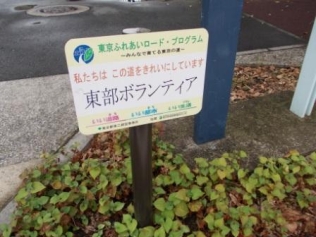 東京ふれあいロード・プログラム
～みんなで育てる東京の道～
私たちは この道をきれいにしています
東部ボランティア